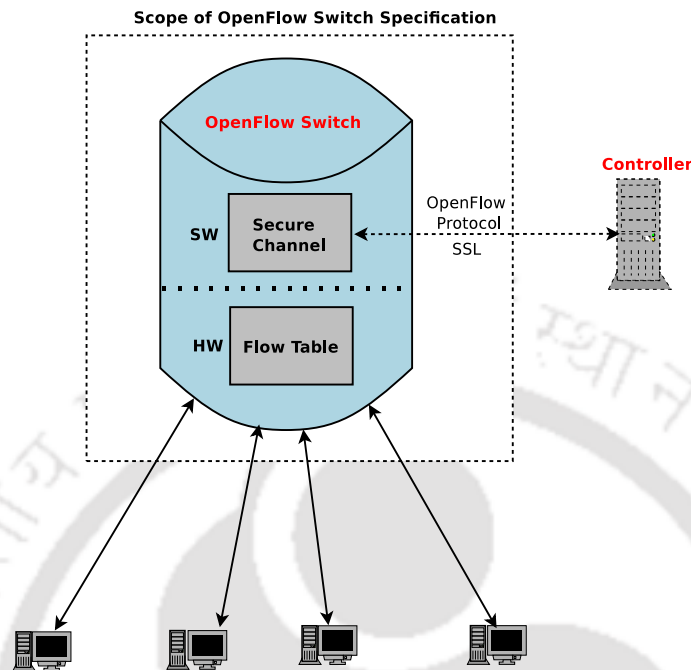 Scope of OpenFlow Switch Specification
OpenFlow Switch
Controller
OpenFlow
Protocol
SSL
SW
Secure
Channel
HW
Flow Table